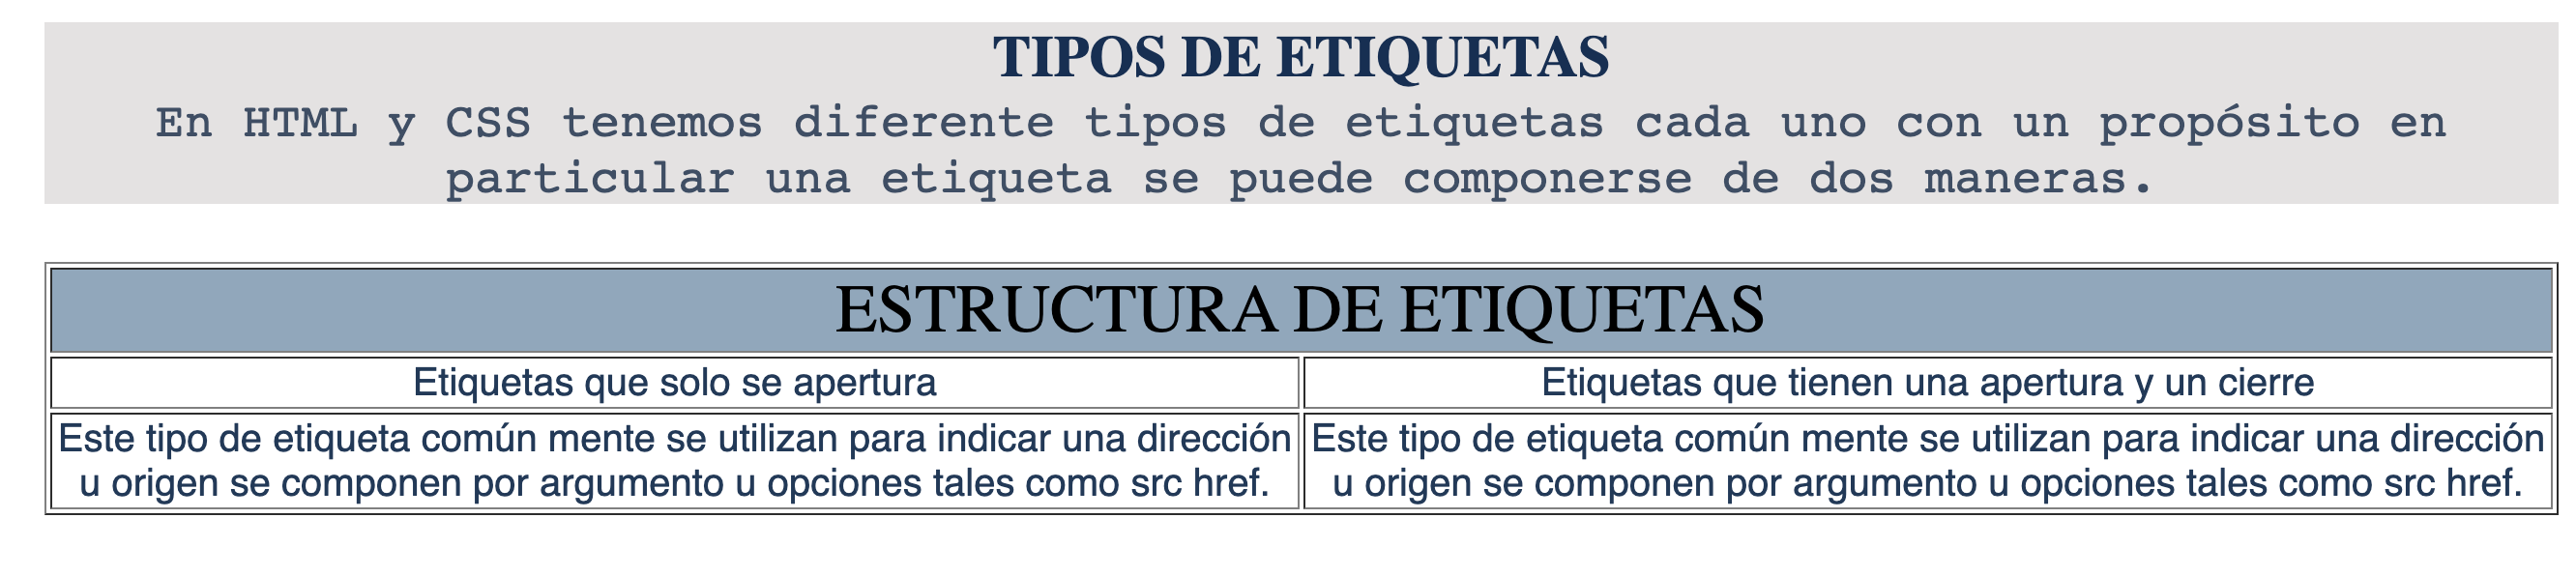 TIPOS DE ETIQUETAS
En HTML y CSS tenemos diferente tipos de etiquetas cada uno con un propósito en
particular una etiqueta se puede componerse de dos maneras.
ESTRUCTURA DE ETIQUETAS
Etiquetas que solo se apertura
Etiquetas que tienen una apertura y un cierre
Este tipo de etiqueta común mente se utilizan para indicar una dirección
u origen se componen por argumento u opciones tales como src href.
Este tipo de etiqueta común mente se utilizan para indicar una dirección
u origen se componen por argumento u opciones tales como src href.